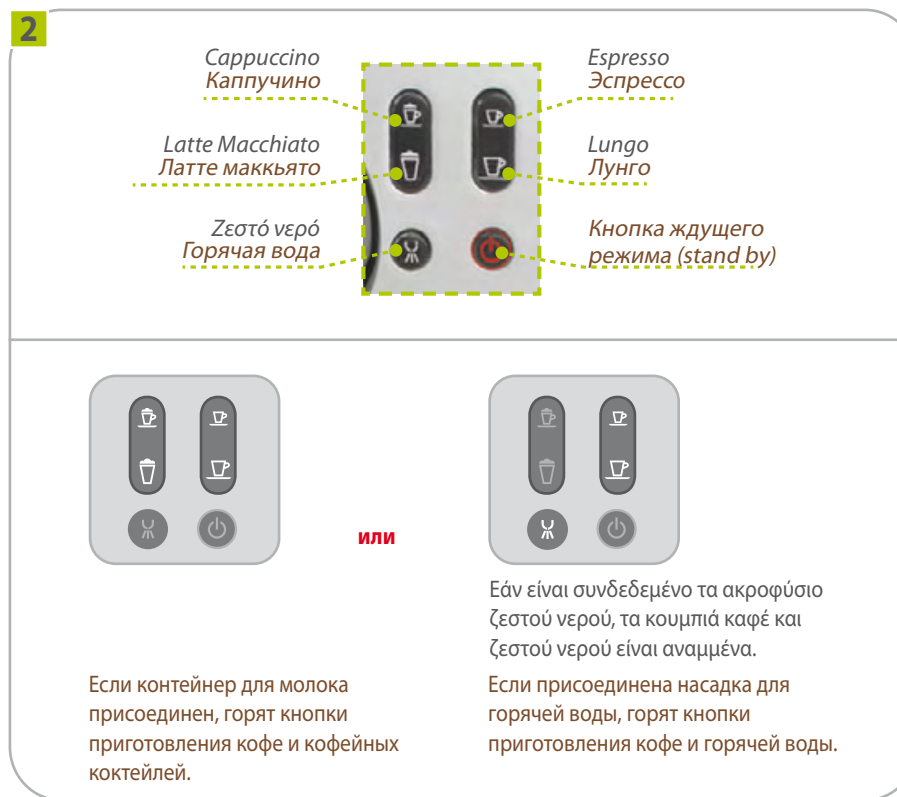 2
Cappuccino
Каппучино
Espresso
Эспрессо
Latte Macchiato
Латте маккьято
Lungo
Лунго
Ζεστό νερό
Горячая вода
Кнопка ждущего
режима (stand by)
или
Εάν είναι συνδεδεμένο τα ακροφύσιο
ζεστού νερού, τα κουμπιά καφέ και
ζεστού νερού είναι αναμμένα.
Если контейнер для молока
присоединен, горят кнопки
приготовления кофе и кофейных
коктейлей.
Если присоединена насадка для
горячей воды, горят кнопки
приготовления кофе и горячей воды.